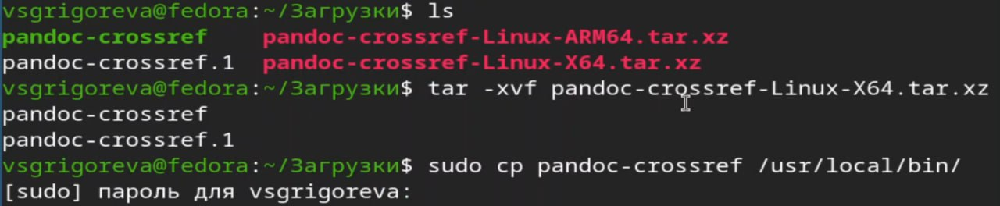 vsgrigoreva@fedora:~/Загрузки$ ls
pandoc-crossref pandoc-crossref-Linux-ARM64.tar.xz
pandoc-crossref.1 pandoc-crossref-Linux-X64.tar.xz
vsgrigoreva@fedora:~/Загрузки$ tar -xvf pandoc-crossref-Linux-X64.tar.xz
pandoc-crossref
pandoc-crossref.1
vsgrigoreva@fedora:~/Загрузки$ sudo cp pandoc-crossref /usr/local/bin/
[sudo] пароль для vsgrigoreva: